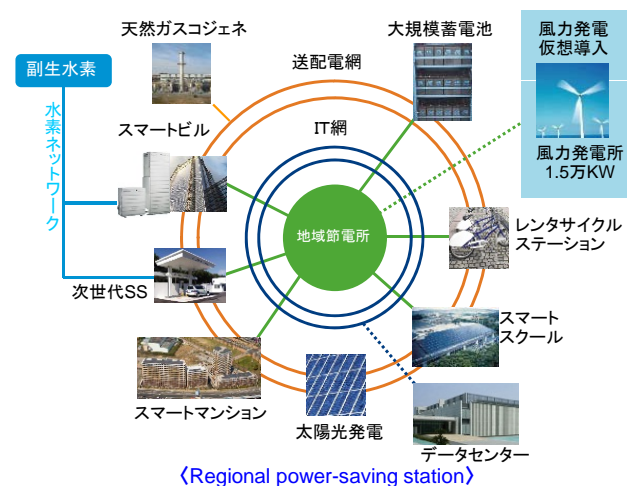 天然ガスコジェネ
大規模蓄電池
風力発電
仮想導入
副生水素
送配電網
水素ネットワーク
スマートビル
IT網
風力発電所
1.5万KW
地域節電所
レンタサイクル
ステーション
次世代SS
スマート
スクール
スマートマンション
太陽光発電
データセンター
〈Regional power-saving station〉